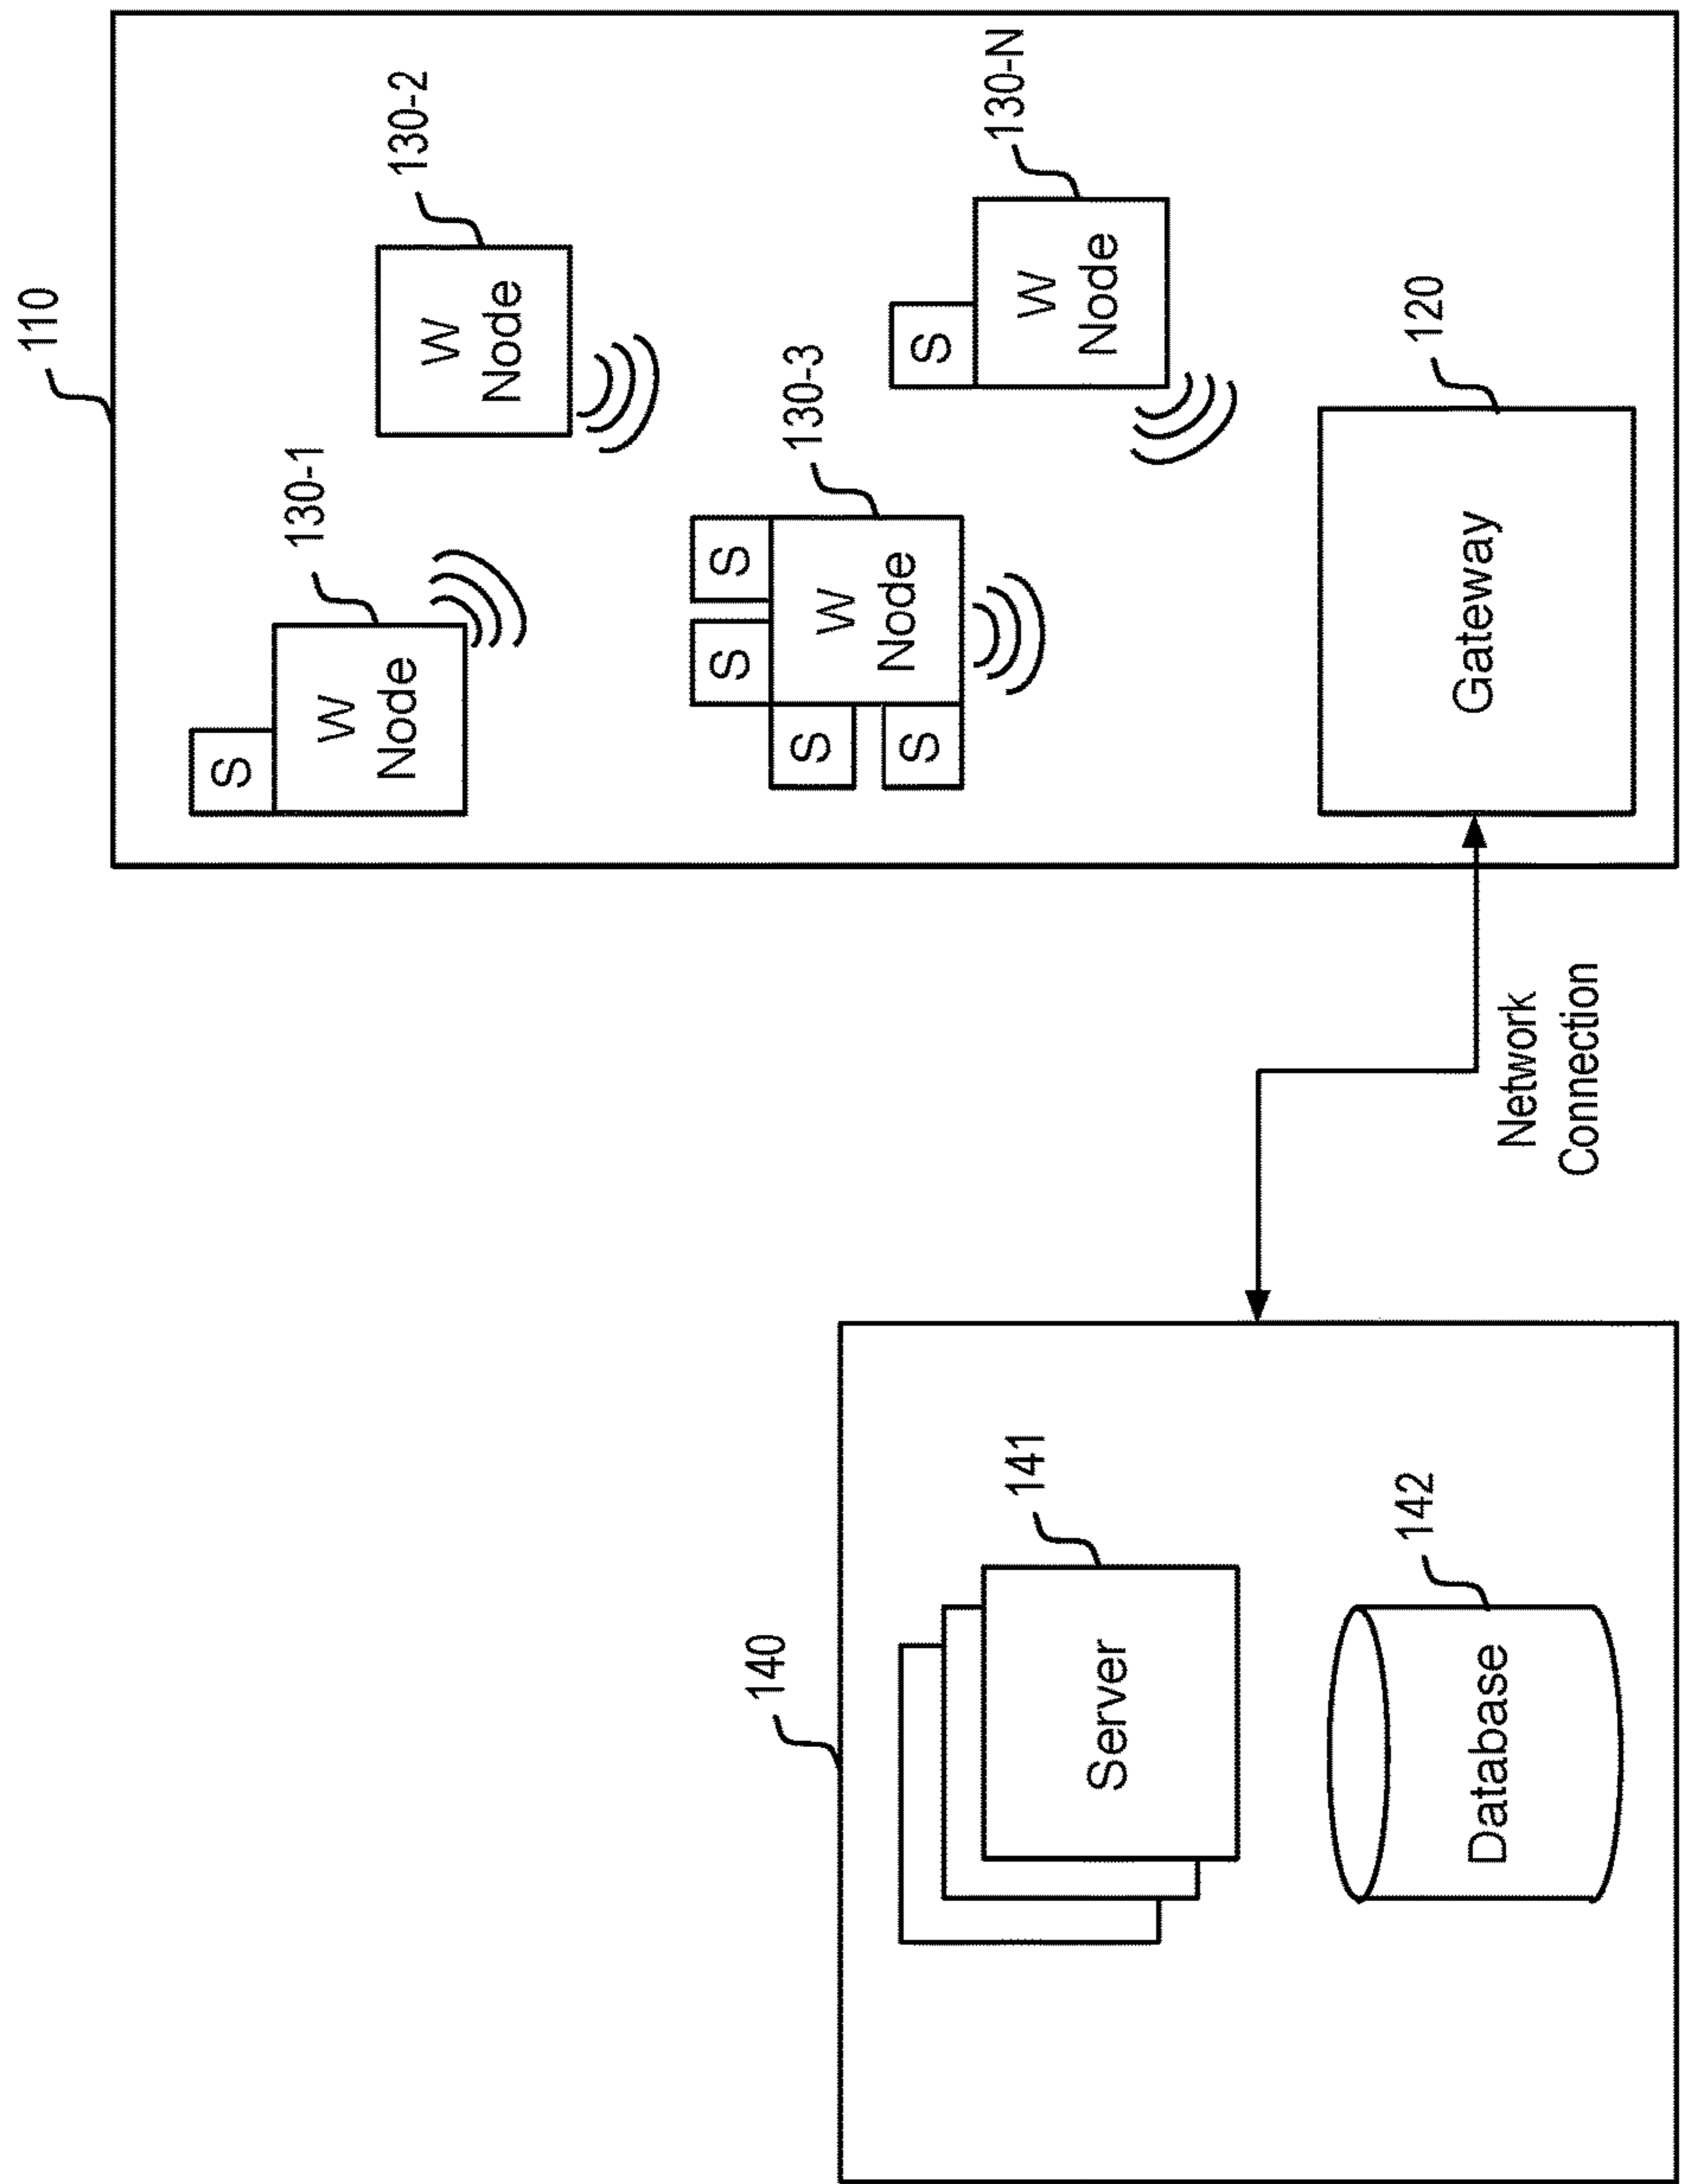 110
130-1
S
W
Node
130-2
W
Node
130-3
S
S
S
S
W
Node
130-N
S
W
Node
120
Gateway
Network
Connection
140
141
Server
142
Database